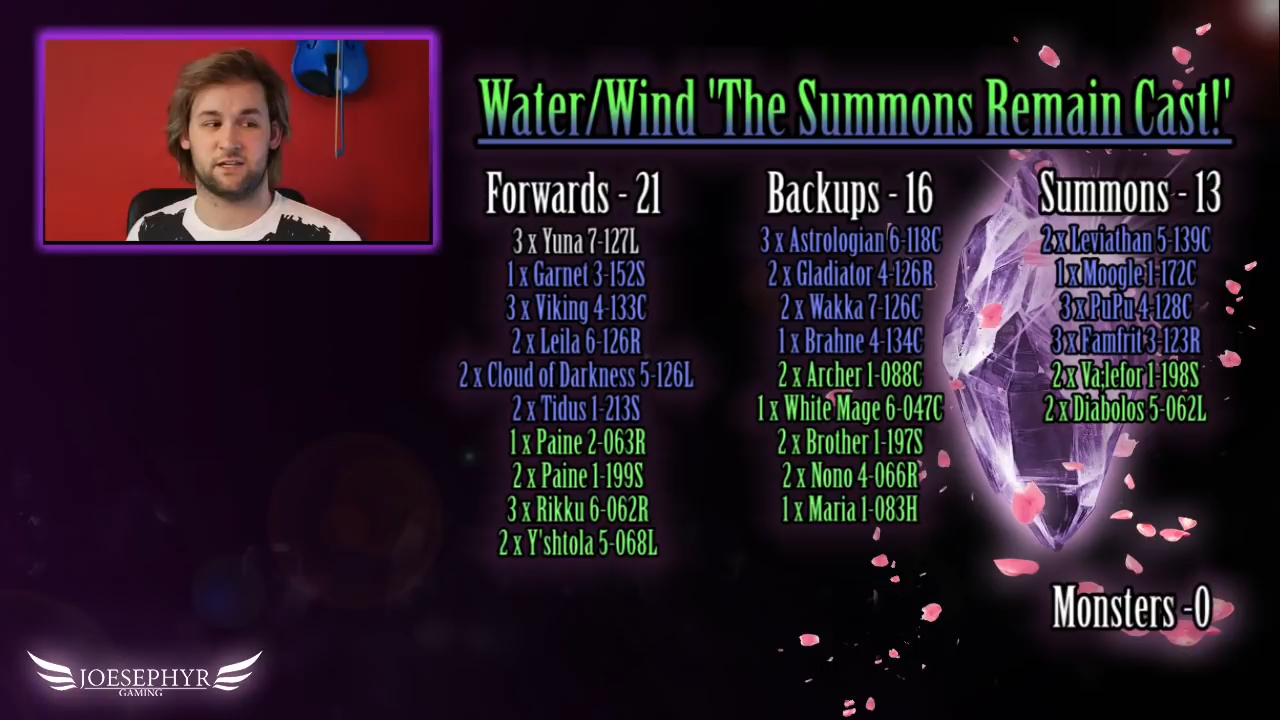 Water/Wind 'The Summons Remain Cast!'
Forwards - 21
3 x Yuna 7-127L
1 x Garnet 3-152S
3 x Viking 4-133C
2 x Leila 6-126R
2 x Cloud of Darkness 5-126L
2 x Tidus 1-213S
1 x Paine 2-063R
2 x Paine 1-199S
3 x Rikku 6-062R
2 x Y'shtola 5-068L
Backups - 16
3 x Astrologian 6-118C
2 x Gladiator 4-126R
2 x Wakka 7-126C
1 x Brahne 4-134C
2 x Archer 1-088C
1 x White Mage 6-047C
2 x Brother 1-197S
2 x Nono 4-066R
1 x Maria 1-083H
Summons - 13
2 x Leviathan 5-139C
1 x Moogle 1-172C
3 x PuPu 4-128C
3 x Famfrit 3-123R
2 x Va;lefor 1-198S
2 x Diabolos 5-062L
Monsters -0
JOESEPHYR
GAMING